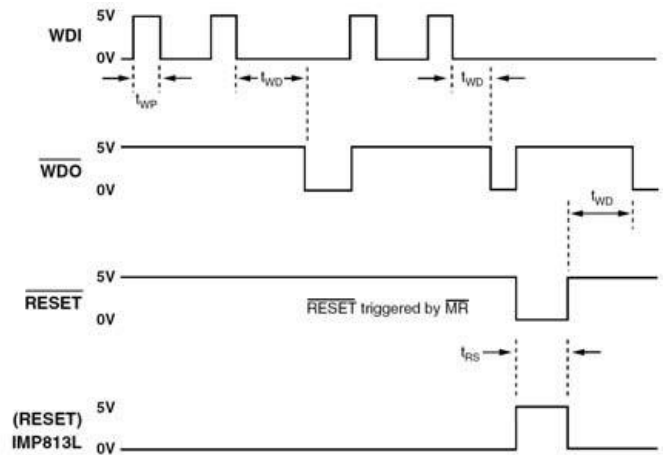 WDI
5V
0V
tWP
tWD
tWD
WDO
5V
0V
tWD
RESET
5V
0V
RESET triggered by MR
tRS
(RESET)
IMP813L
5V
0V